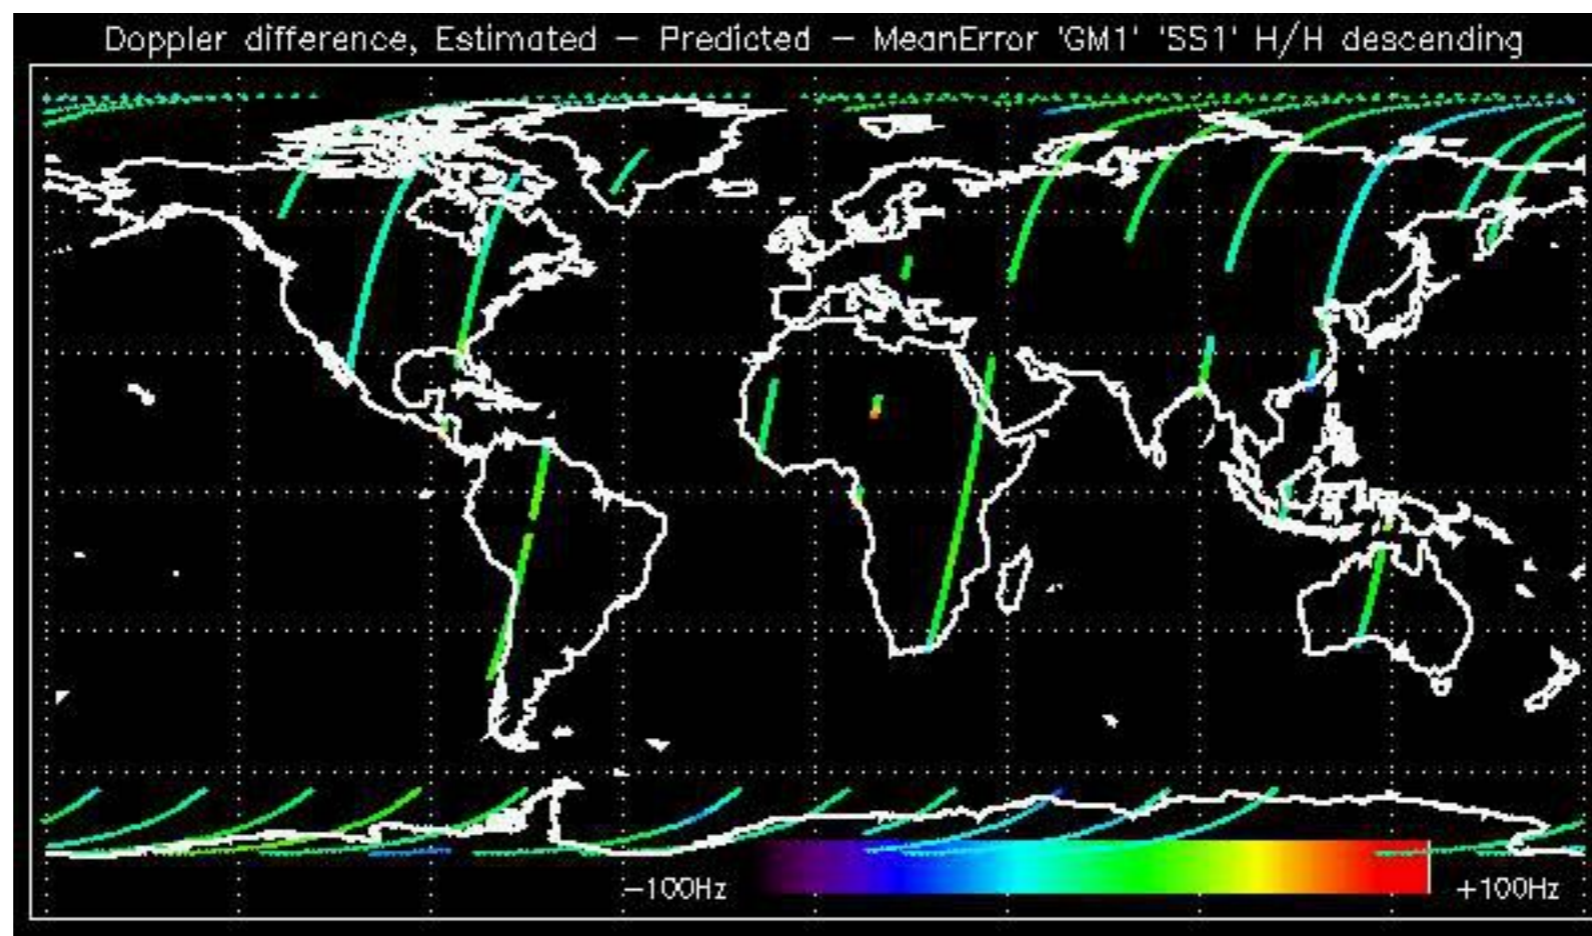 Doppler difference, Estimated – Predicted – MeanError 'GM1' 'SS1' H/H descending
–100Hz +100Hz